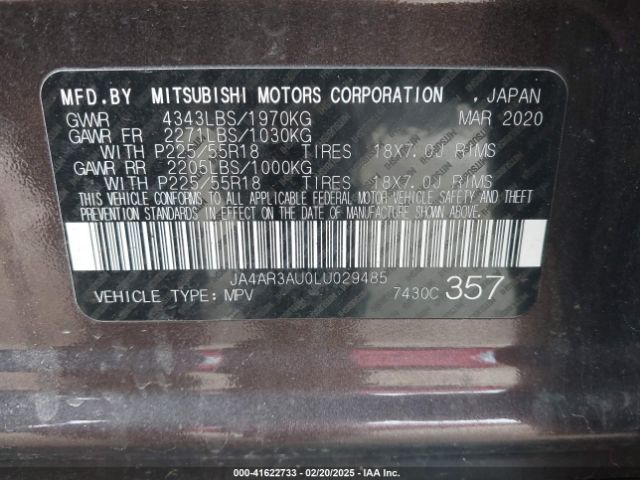 MFD.BY MITSUBISHI MOTORS CORPORATION , JAPAN
GVWR 4343LBS/1970KG MAR 2020
GAWR FR 2271LBS/1030KG
WITH P225/55R18 TIRES 18X7.0J RIMS
GAWR RR 2205LBS/1000KG
WITH P225/55R18 TIRES 18X7.0J RIMS
THIS VEHICLE CONFORMS TO ALL APPLICABLE FEDERAL MOTOR VEHICLE SAFETY AND THEFT
PREVENTION STANDARDS IN EFFECT ON THE DATE OF MANUFACTURE SHOWN ABOVE.
JA4AR3AU0LU029485
VEHICLE TYPE: MPV 7430C 357
000-41622733 - 02/20/2025 - IAA Inc.